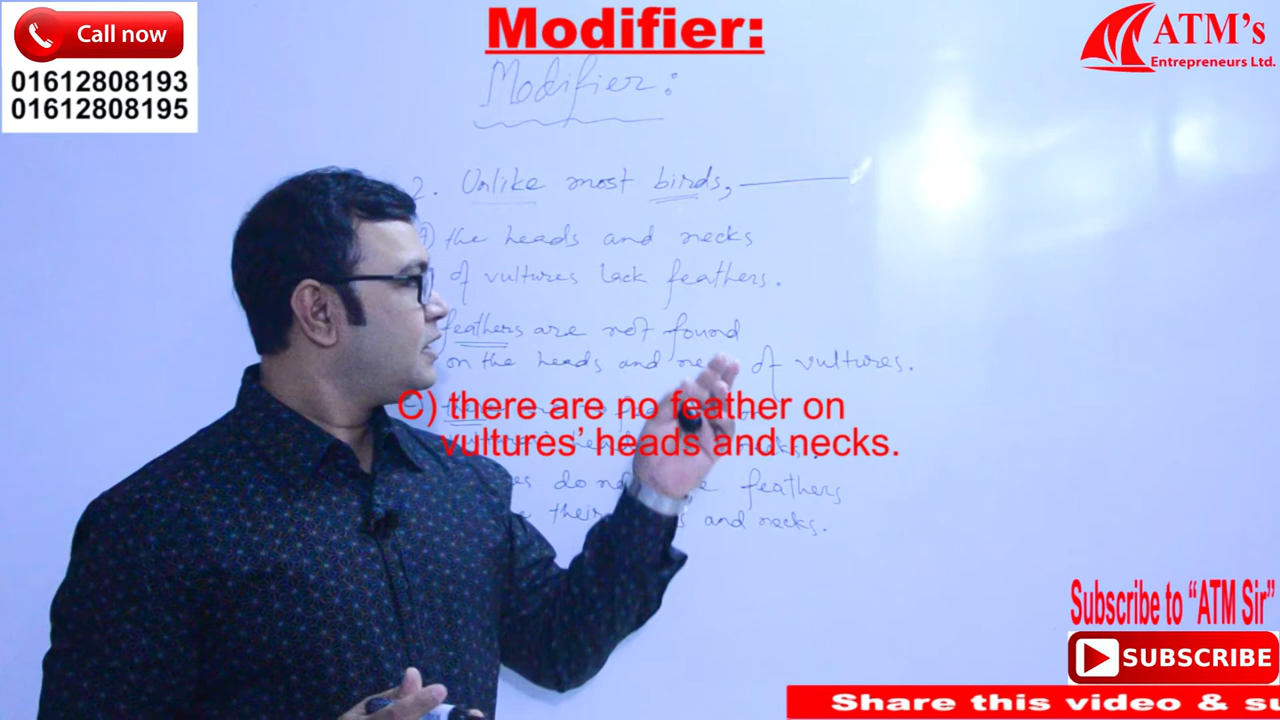 Call now
01612808193
01612808195
Modifier:
ATM's
Entrepreneurs Ltd.
Modifier:
2. Unlike most birds,
the heads and necks
of vultures lack feathers.
feathers are not found
on the heads and of vultures.
C) there are no feather on
vultures' heads and necks.
do feathers
their and necks.
Subscribe to “ATM Sir”
SUBSCRIBE
Share this video &